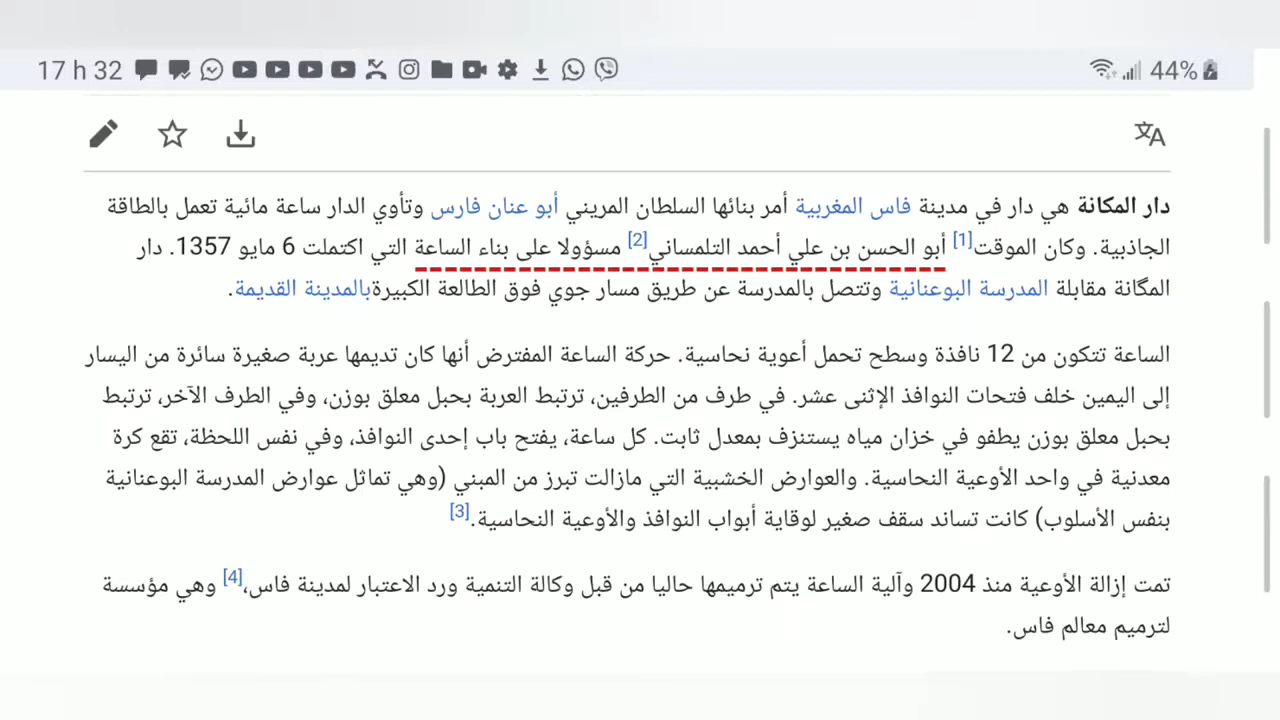 17 h 32
44%
دار المكانة هي دار في مدينة فاس المغربية أمر بنائها السلطان المريني أبو عنان فارس وتأوي الدار ساعة مائية تعمل بالطاقة
الجاذبية. وكان الموقت[1] أبو الحسن بن علي أحمد التلمساني[2] مسؤولا على بناء الساعة التي اكتملت 6 مايو 1357. دار
المگانة مقابلة المدرسة البوعنانية وتتصل بالمدرسة عن طريق مسار جوي فوق الطالعة الكبيرةبالمدينة القديمة.
الساعة تتكون من 12 نافذة وسطح تحمل أعوية نحاسية. حركة الساعة المفترض أنها كان تديمها عربة صغيرة سائرة من اليسار
إلى اليمين خلف فتحات النوافذ الإثنى عشر. في طرف من الطرفين، ترتبط العربة بحبل معلق بوزن، وفي الطرف الآخر، ترتبط
بحبل معلق بوزن يطفو في خزان مياه يستنزف بمعدل ثابت. كل ساعة، يفتح باب إحدى النوافذ، وفي نفس اللحظة، تقع كرة
معدنية في واحد الأوعية النحاسية. والعوارض الخشبية التي مازالت تبرز من المبني (وهي تماثل عوارض المدرسة البوعنانية
بنفس الأسلوب) كانت تساند سقف صغير لوقاية أبواب النوافذ والأوعية النحاسية.[3]
تمت إزالة الأوعية منذ 2004 وآلية الساعة يتم ترميمها حاليا من قبل وكالة التنمية ورد الاعتبار لمدينة فاس،[4] وهي مؤسسة
لترميم معالم فاس.